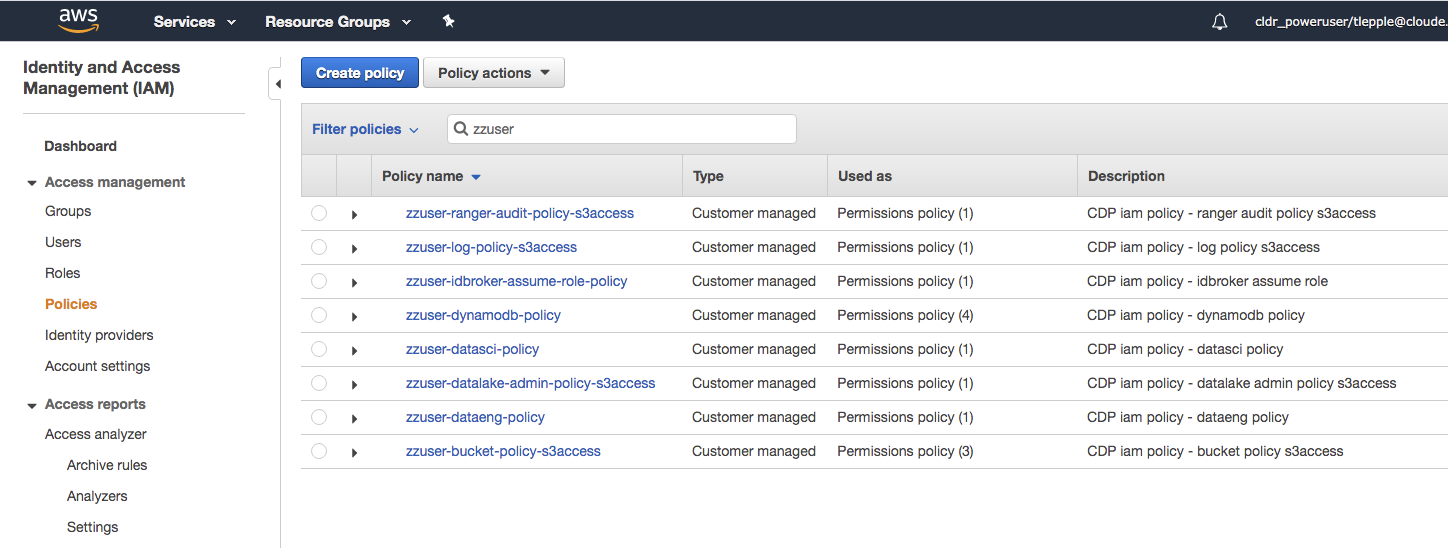 aws Services Resource Groups cldr_poweruser/tlepple@cloude.
Identity and Access
Management (IAM)
Dashboard
Access management
Groups
Users
Roles
Policies
Identity providers
Account settings
Access reports
Access analyzer
Archive rules
Analyzers
Settings
Create policy Policy actions
Filter policies zzuser
Policy name Type Used as Description
zzuser-ranger-audit-policy-s3access Customer managed Permissions policy (1) CDP iam policy - ranger audit policy s3access
zzuser-log-policy-s3access Customer managed Permissions policy (1) CDP iam policy - log policy s3access
zzuser-idbroker-assume-role-policy Customer managed Permissions policy (1) CDP iam policy - idbroker assume role
zzuser-dynamodb-policy Customer managed Permissions policy (4) CDP iam policy - dynamodb policy
zzuser-datasci-policy Customer managed Permissions policy (1) CDP iam policy - datasci policy
zzuser-datalake-admin-policy-s3access Customer managed Permissions policy (1) CDP iam policy - datalake admin policy s3access
zzuser-dataeng-policy Customer managed Permissions policy (1) CDP iam policy - dataeng policy
zzuser-bucket-policy-s3access Customer managed Permissions policy (3) CDP iam policy - bucket policy s3access